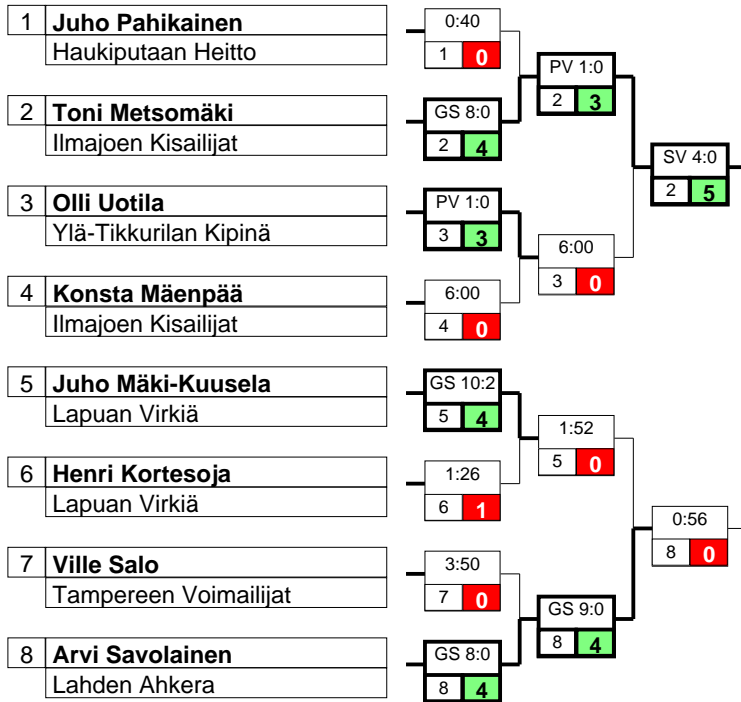 1 Juho Pahikainen
Haukiputaan Heitto
0:40
1 0
PV 1:0
2 3
2 Toni Metsomäki
Ilmajoen Kisailijat
GS 8:0
2 4
SV 4:0
2 5
3 Olli Uotila
Ylä-Tikkurilan Kipinä
PV 1:0
3 3
6:00
3 0
4 Konsta Mäenpää
Ilmajoen Kisailijat
6:00
4 0
5 Juho Mäki-Kuusela
Lapuan Virkiä
GS 10:2
5 4
1:52
5 0
6 Henri Kortesoja
Lapuan Virkiä
1:26
6 1
0:56
8 0
7 Ville Salo
Tampereen Voimailijat
3:50
7 0
GS 9:0
8 4
8 Arvi Savolainen
Lahden Ahkera
GS 8:0
8 4